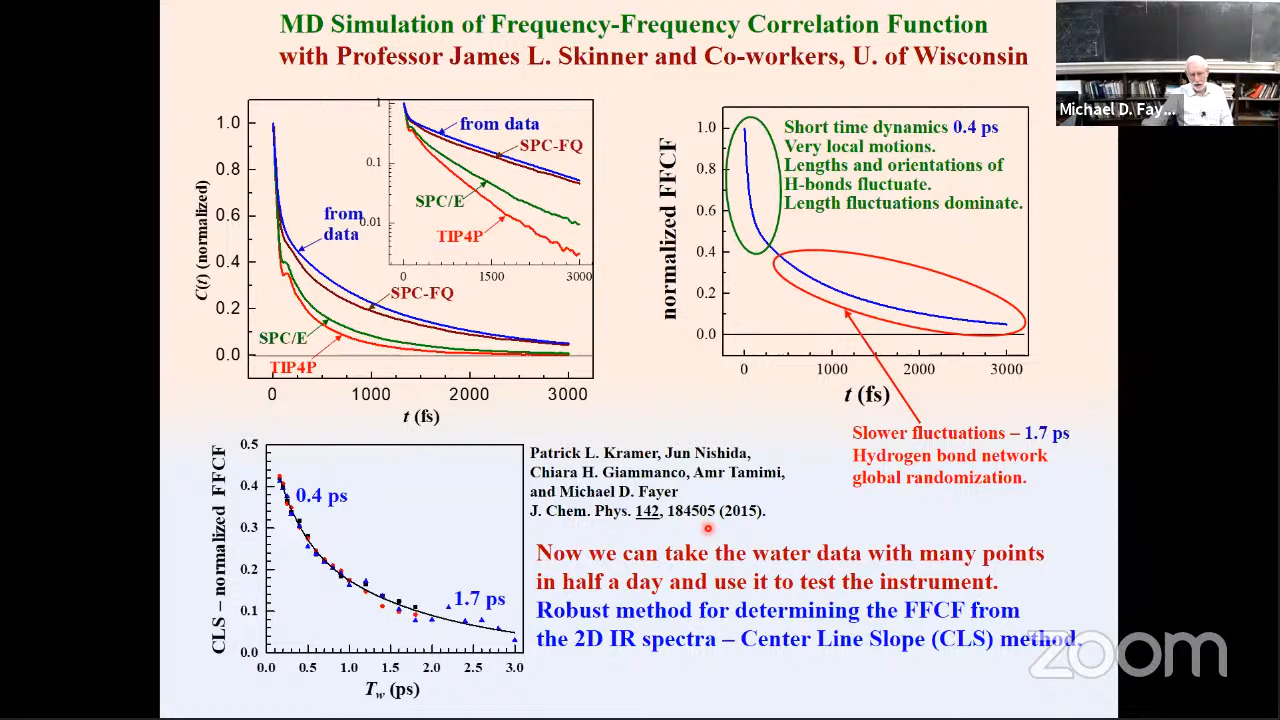 MD Simulation of Frequency-Frequency Correlation Function
with Professor James L. Skinner and Co-workers, U. of Wisconsin
Michael D. Fay...
C(t) (normalized)
1.0
0.8
0.6
0.4
0.2
0.0
0
1000
2000
3000
t (fs)
from
data
SPC-FQ
SPC/E
TIP4P
1
0.1
0.01
0
1500
3000
from data
SPC-FQ
SPC/E
TIP4P
normalized FFCF
1.0
0.8
0.6
0.4
0.2
0.0
0
1000
2000
3000
t (fs)
Short time dynamics 0.4 ps
Very local motions.
Lengths and orientations of
H-bonds fluctuate.
Length fluctuations dominate.
Slower fluctuations – 1.7 ps
Hydrogen bond network
global randomization.
CLS – normalized FFCF
0.5
0.4
0.3
0.2
0.1
0.0
0.0
0.5
1.0
1.5
2.0
2.5
3.0
Tw (ps)
0.4 ps
1.7 ps
Patrick L. Kramer, Jun Nishida,
Chiara H. Giammanco, Amr Tamimi,
and Michael D. Fayer
J. Chem. Phys. 142, 184505 (2015).
Now we can take the water data with many points
in half a day and use it to test the instrument.
Robust method for determining the FFCF from
the 2D IR spectra – Center Line Slope (CLS) method.
zoom